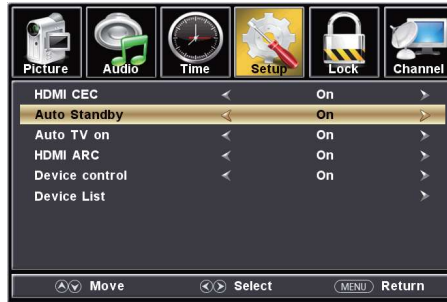 Picture Audio Time Setup Lock Channel
HDMI CEC On
Auto Standby On
Auto TV on On
HDMI ARC On
Device control On
Device List
Move Select MENU Return